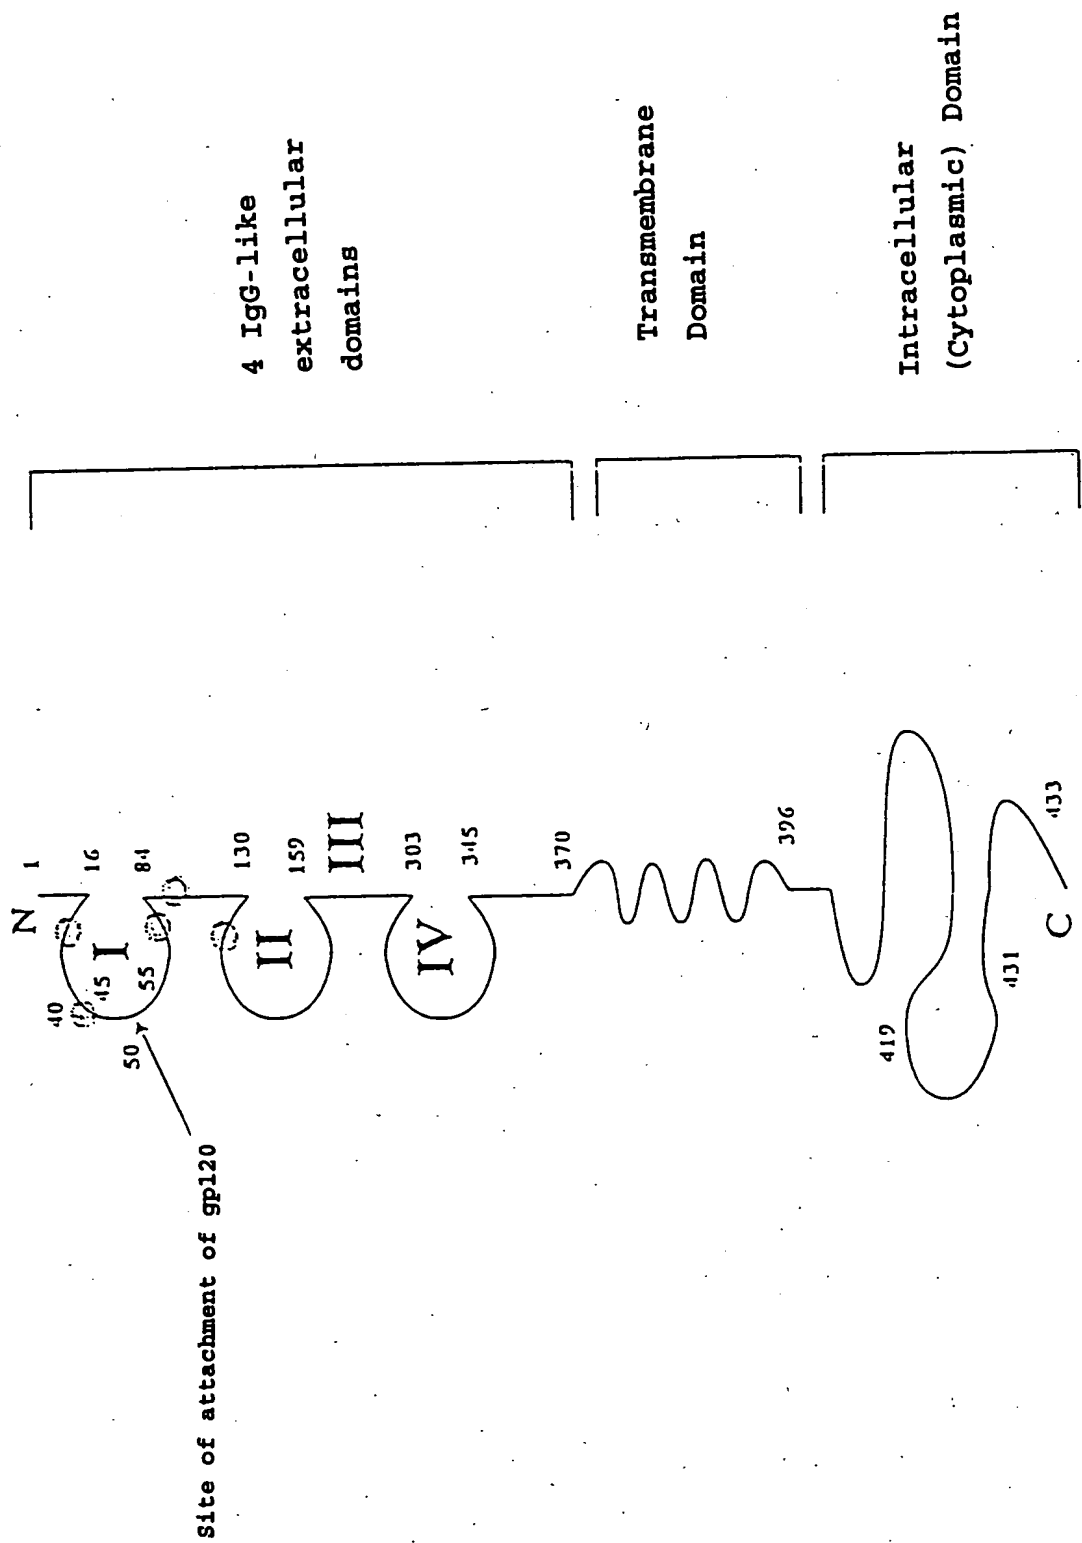 N
1
16
84
130
159
303
345
370
396
I
II
III
IV
40
45
50
55
Site of attachment of gp120
419
431
433
C
4 IgG-like
extracellular
domains
Transmembrane
Domain
Intracellular
(Cytoplasmic) Domain